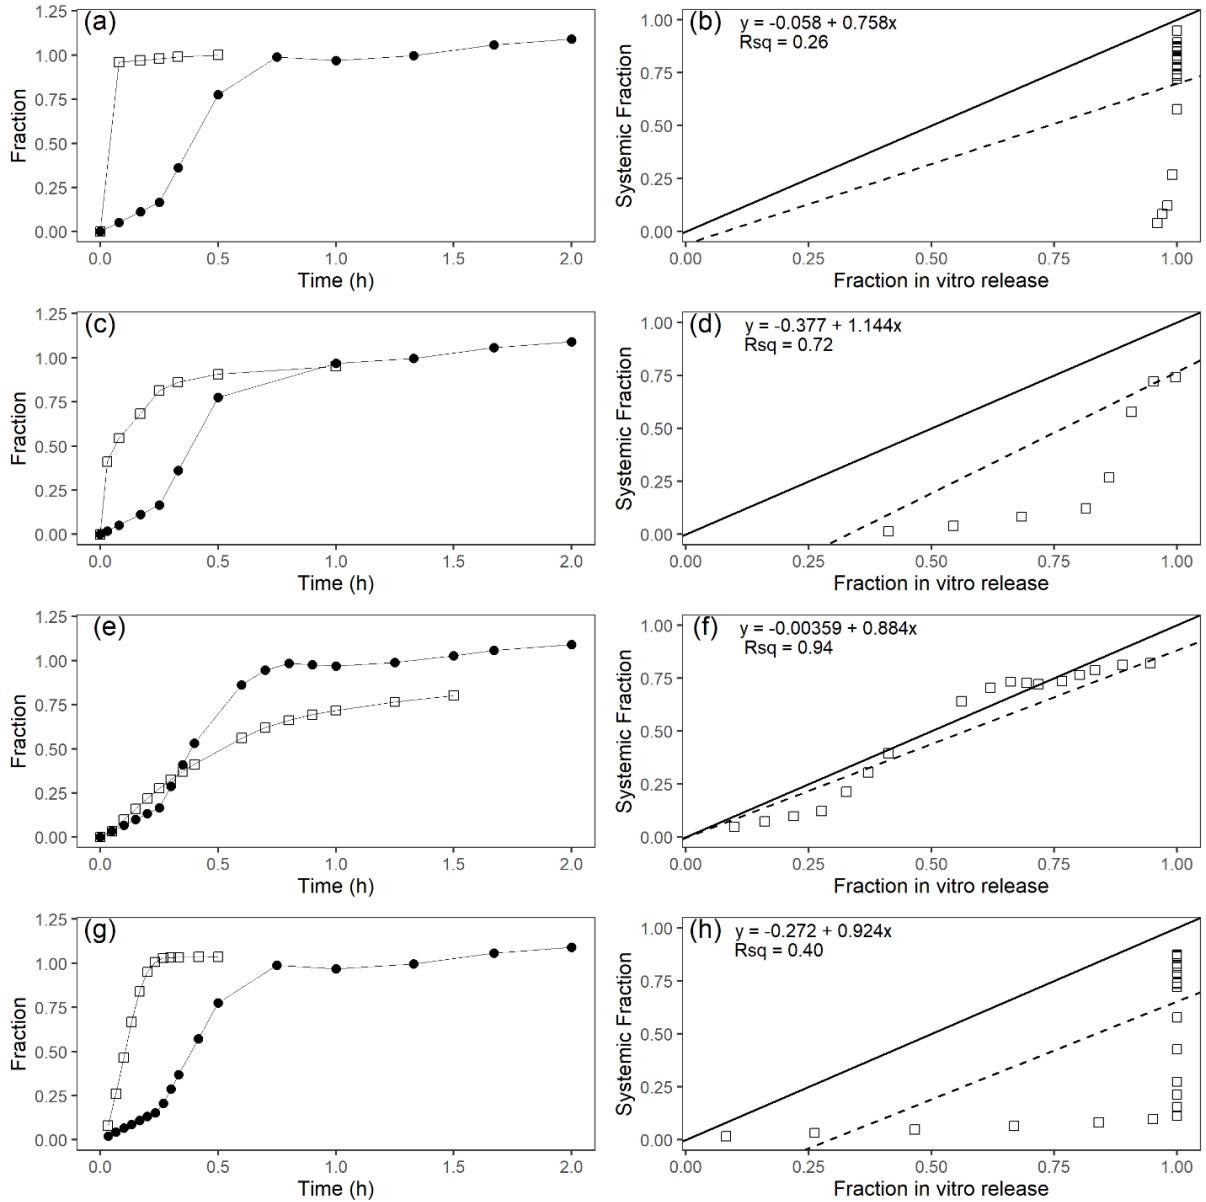 (a)
1.25
1.00
0.75
0.50
0.25
0.00
Fraction
0.0 0.5 1.0 1.5 2.0
Time (h)
(b)
y = -0.058 + 0.758x
Rsq = 0.26
1.00
0.75
0.50
0.25
0.00
Systemic Fraction
0.00 0.25 0.50 0.75 1.00
Fraction in vitro release
(c)
1.25
1.00
0.75
0.50
0.25
0.00
Fraction
0.0 0.5 1.0 1.5 2.0
Time (h)
(d)
y = -0.377 + 1.144x
Rsq = 0.72
1.00
0.75
0.50
0.25
0.00
Systemic Fraction
0.00 0.25 0.50 0.75 1.00
Fraction in vitro release
(e)
1.25
1.00
0.75
0.50
0.25
0.00
Fraction
0.0 0.5 1.0 1.5 2.0
Time (h)
(f)
y = -0.00359 + 0.884x
Rsq = 0.94
1.00
0.75
0.50
0.25
0.00
Systemic Fraction
0.00 0.25 0.50 0.75 1.00
Fraction in vitro release
(g)
1.25
1.00
0.75
0.50
0.25
0.00
Fraction
0.0 0.5 1.0 1.5 2.0
Time (h)
(h)
y = -0.272 + 0.924x
Rsq = 0.40
1.00
0.75
0.50
0.25
0.00
Systemic Fraction
0.00 0.25 0.50 0.75 1.00
Fraction in vitro release